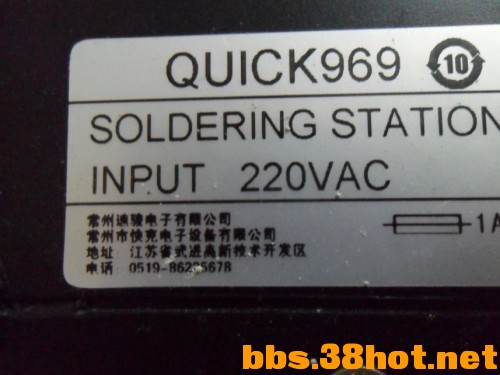 QUICK969 10
SOLDERING STATION
INPUT 220VAC
1A
常州迪骏电子有限公司
常州市快克电子设备有限公司
地址: 江苏省武进高新技术开发区
电话: 0519-86225678
bbs.38hot.net